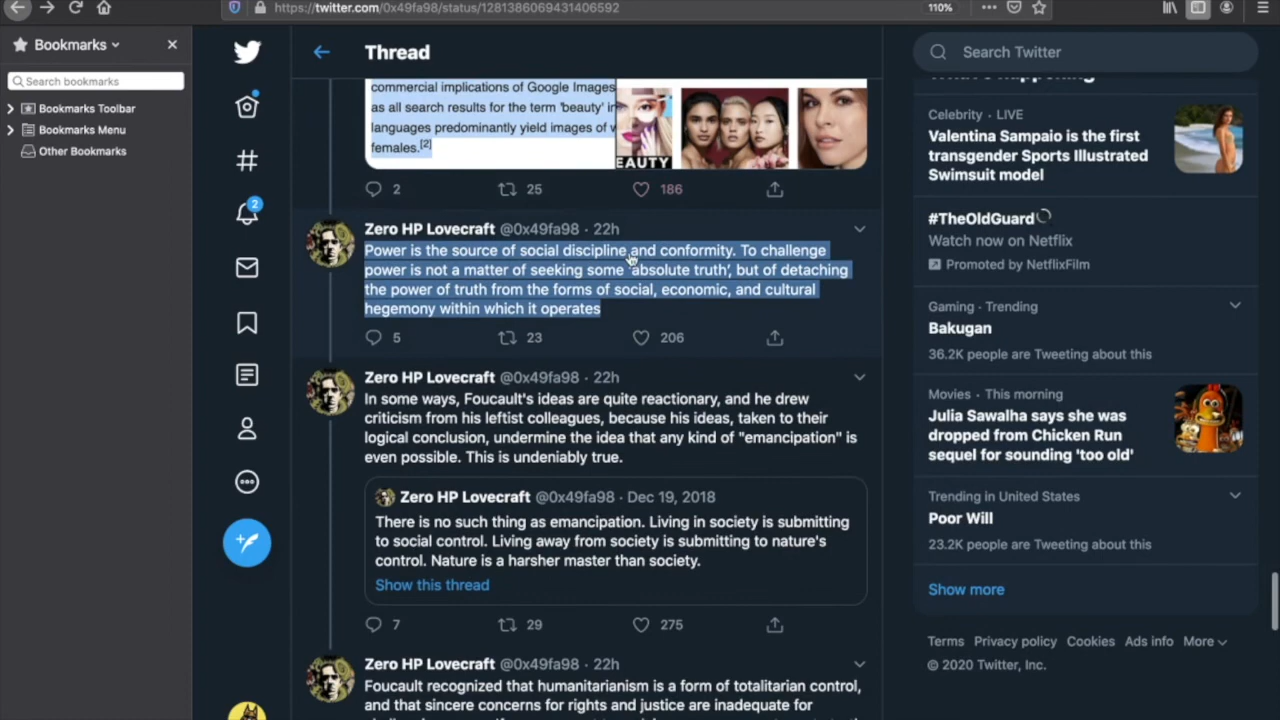 https://twitter.com/0x49fa98/status/1281386069431406592
110%
Bookmarks
Search bookmarks
Bookmarks Toolbar
Bookmarks Menu
Other Bookmarks
2
Thread
commercial implications of Google Images
as all search results for the term 'beauty' in
languages predominantly yield images of w
females.[2]
EAUTY
2 25 186
Zero HP Lovecraft @0x49fa98 · 22h
Power is the source of social discipline and conformity. To challenge
power is not a matter of seeking some 'absolute truth', but of detaching
the power of truth from the forms of social, economic, and cultural
hegemony within which it operates
5 23 206
Zero HP Lovecraft @0x49fa98 · 22h
In some ways, Foucault's ideas are quite reactionary, and he drew
criticism from his leftist colleagues, because his ideas, taken to their
logical conclusion, undermine the idea that any kind of "emancipation" is
even possible. This is undeniably true.
Zero HP Lovecraft @0x49fa98 · Dec 19, 2018
There is no such thing as emancipation. Living in society is submitting
to social control. Living away from society is submitting to nature's
control. Nature is a harsher master than society.
Show this thread
7 29 275
Zero HP Lovecraft @0x49fa98 · 22h
Foucault recognized that humanitarianism is a form of totalitarian control,
and that sincere concerns for rights and justice are inadequate for
Search Twitter
What's happening
Celebrity · LIVE
Valentina Sampaio is the first
transgender Sports Illustrated
Swimsuit model
#TheOldGuard
Watch now on Netflix
Promoted by NetflixFilm
Gaming · Trending
Bakugan
36.2K people are Tweeting about this
Movies · This morning
Julia Sawalha says she was
dropped from Chicken Run
sequel for sounding 'too old'
Trending in United States
Poor Will
23.2K people are Tweeting about this
Show more
Terms Privacy policy Cookies Ads info More
© 2020 Twitter, Inc.